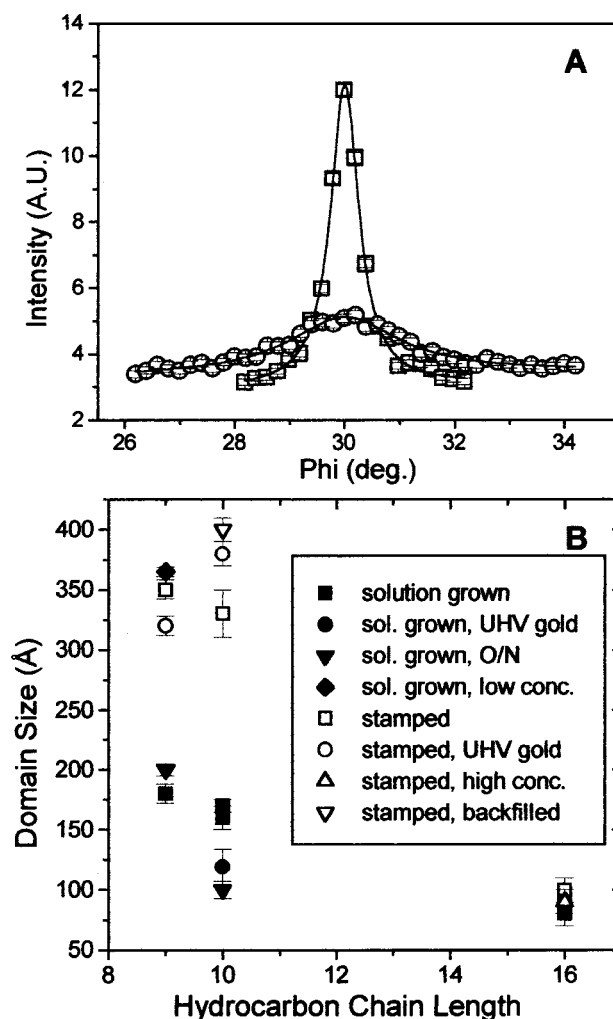 14
A
12
10
8
6
4
2
Intensity (A.U.)
26 28 30 32 34
Phi (deg.)
400
350
300
250
200
150
100
50
Domain Size (Å)
B
solution grown
sol. grown, UHV gold
sol. grown, O/N
sol. grown, low conc.
stamped
stamped, UHV gold
stamped, high conc.
stamped, backfilled
8 10 12 14 16
Hydrocarbon Chain Length